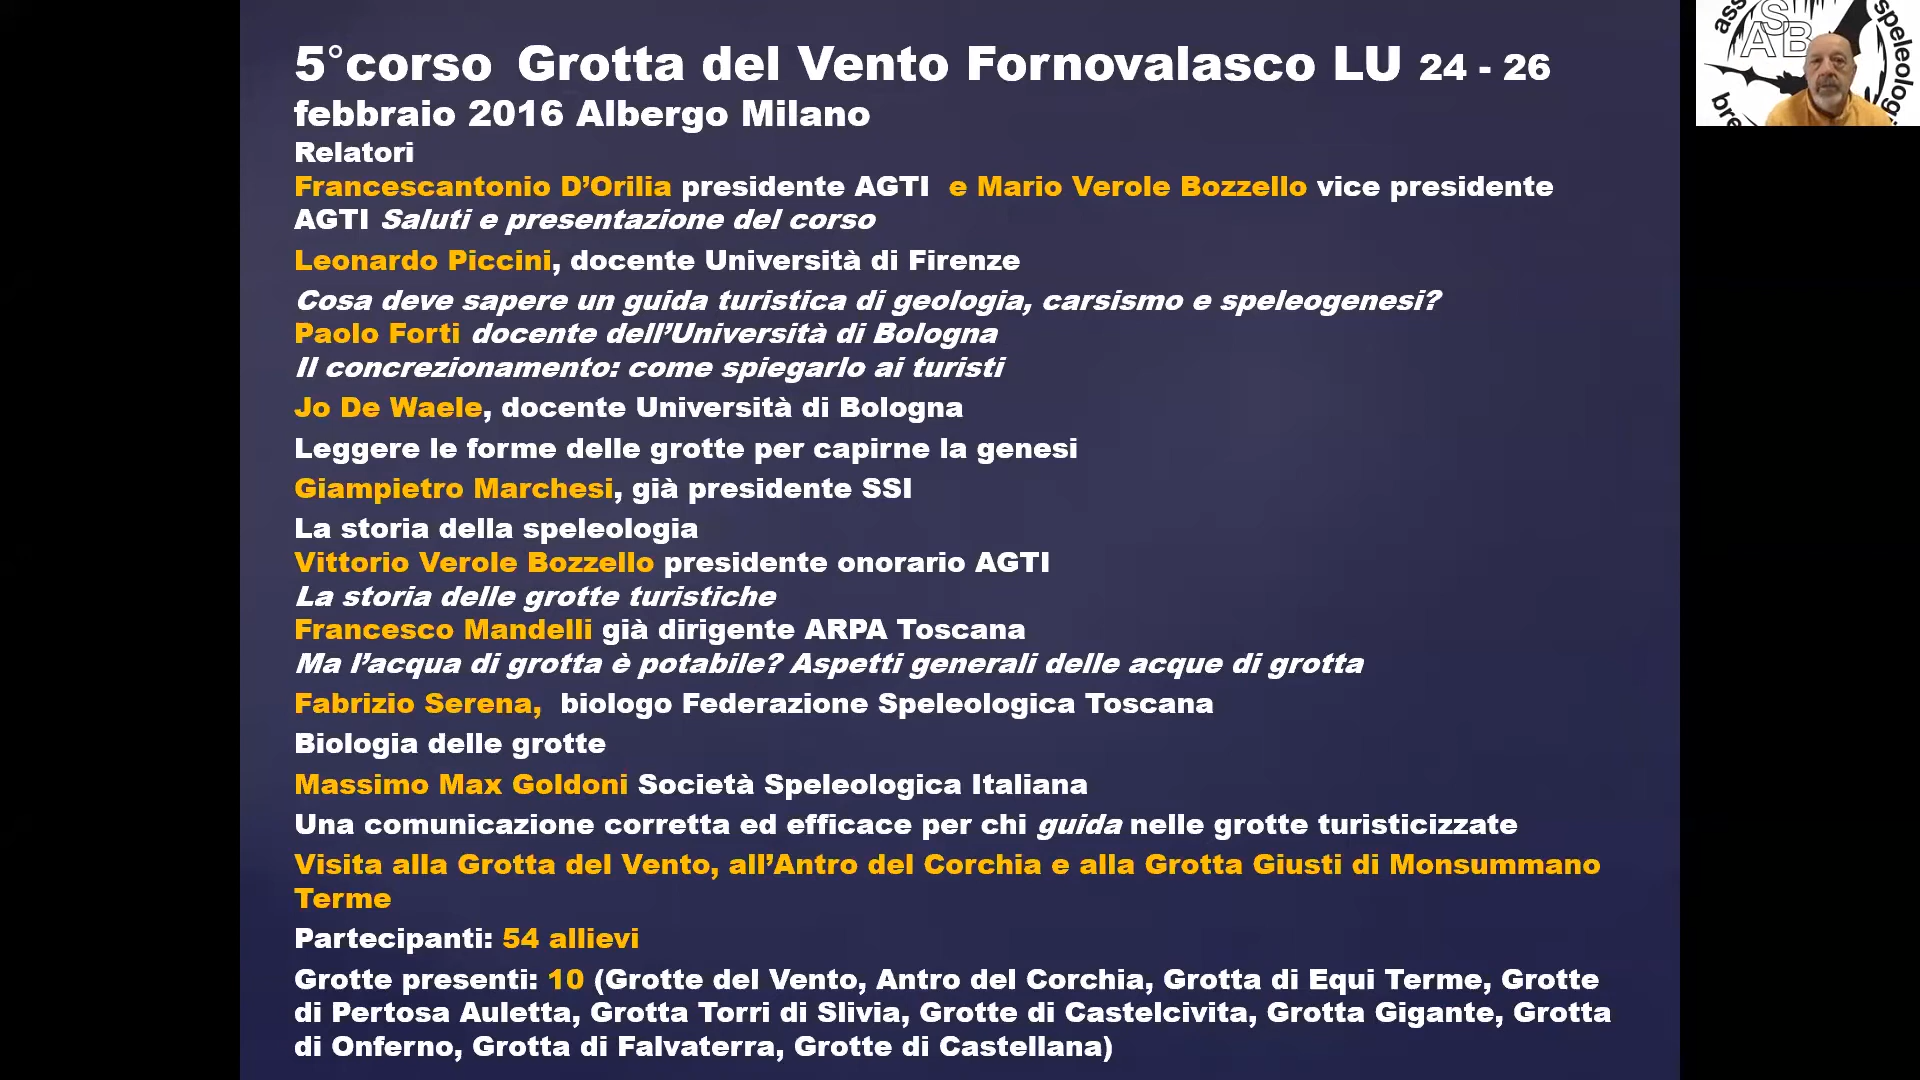 5°corso Grotta del Vento Fornovalasco LU 24 - 26
febbraio 2016 Albergo Milano
Relatori
Francescantonio D’Orilia presidente AGTI e Mario Verole Bozzello vice presidente
AGTI Saluti e presentazione del corso
Leonardo Piccini, docente Università di Firenze
Cosa deve sapere un guida turistica di geologia, carsismo e speleogenesi?
Paolo Forti docente dell’Università di Bologna
Il concrezionamento: come spiegarlo ai turisti
Jo De Waele, docente Università di Bologna
Leggere le forme delle grotte per capirne la genesi
Giampietro Marchesi, già presidente SSI
La storia della speleologia
Vittorio Verole Bozzello presidente onorario AGTI
La storia delle grotte turistiche
Francesco Mandelli già dirigente ARPA Toscana
Ma l’acqua di grotta è potabile? Aspetti generali delle acque di grotta
Fabrizio Serena, biologo Federazione Speleologica Toscana
Biologia delle grotte
Massimo Max Goldoni Società Speleologica Italiana
Una comunicazione corretta ed efficace per chi guida nelle grotte turisticizzate
Visita alla Grotta del Vento, all’Antro del Corchia e alla Grotta Giusti di Monsummano
Terme
Partecipanti: 54 allievi
Grotte presenti: 10 (Grotte del Vento, Antro del Corchia, Grotta di Equi Terme, Grotte
di Pertosa Auletta, Grotta Torri di Slivia, Grotte di Castelcivita, Grotta Gigante, Grotta
di Onferno, Grotta di Falvaterra, Grotte di Castellana)
ass
speleologi
bre
ASB